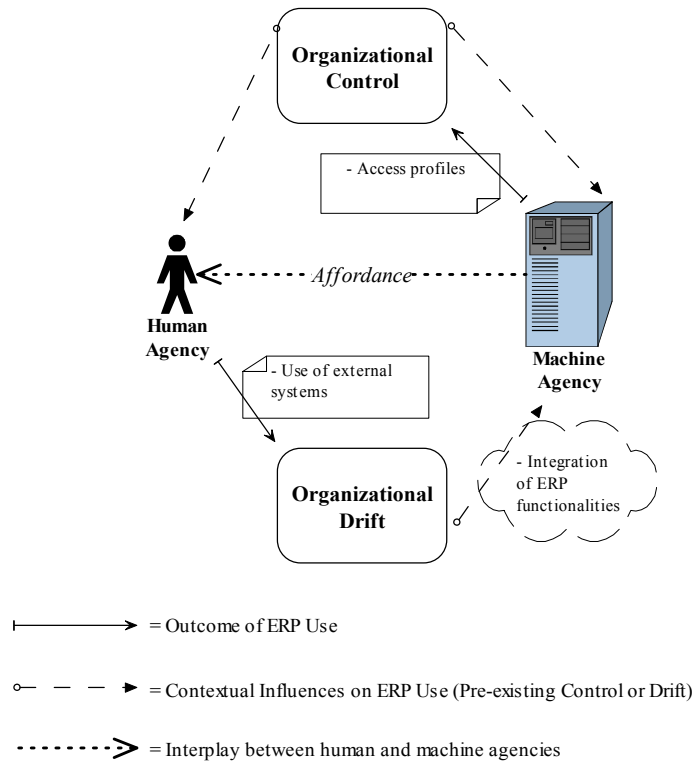 Organizational
Control
- Access profiles
Affordance
Human
Agency
Machine
Agency
- Use of external
systems
- Integration
of ERP
functionalities
Organizational
Drift
= Outcome of ERP Use
= Contextual Influences on ERP Use (Pre-existing Control or Drift)
= Interplay between human and machine agencies